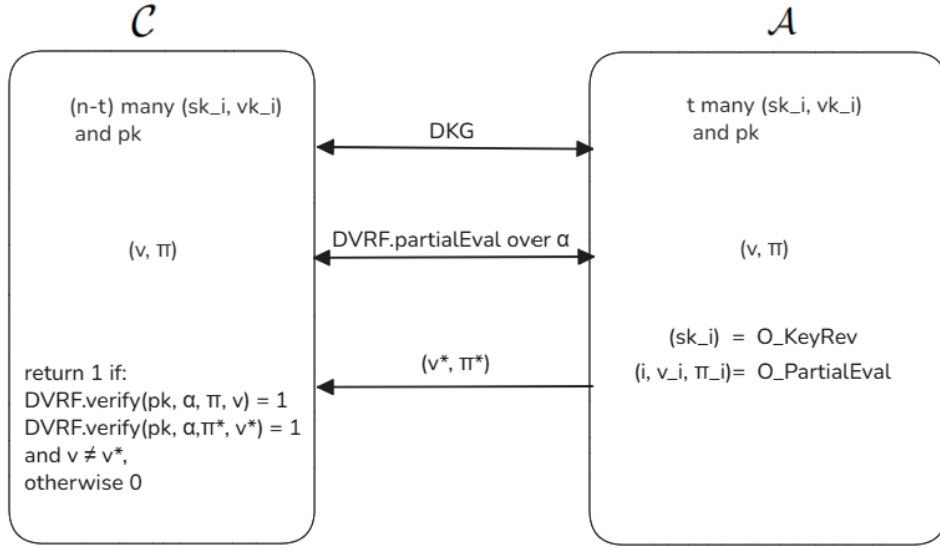 𝒞
𝒜
(n-t) many (sk_i, vk_i)
and pk
DKG
t many (sk_i, vk_i)
and pk
(v, π)
DVRF.partialEval over α
(v, π)
(sk_i) = O_KeyRev
(i, v_i, π_i)= O_PartialEval
(v*, π*)
return 1 if:
DVRF.verify(pk, α, π, v) = 1
DVRF.verify(pk, α,π*, v*) = 1
and v ≠ v*,
otherwise 0